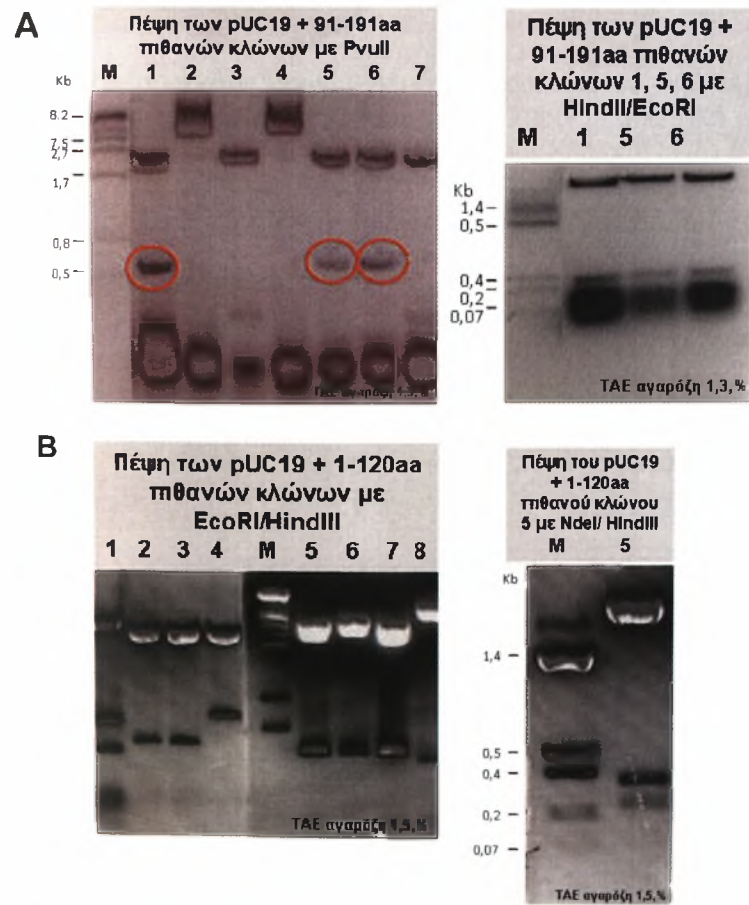 A
Πέψη των pUC19 + 91-191aa
πιθανών κλώνων με PvuII
Kb
M 1 2 3 4 5 6 7
8.2
7,5
2,7
1,7
0,8
0,5
Πέψη των pUC19 +
91-191aa πιθανών
κλώνων 1, 5, 6 με
HindII/EcoRI
M 1 5 6
Kb
1,4
0,5
0,4
0,2
0,07
TAE αγαρόζη 1,3,%
B
Πέψη των pUC19 + 1-120aa
πιθανών κλώνων με
EcoRI/HindIII
1 2 3 4 M 5 6 7 8
TAE αγαρόζη 1,5,%
Πέψη του pUC19
+ 1-120aa
πιθανού κλώνου
5 με NdeI/ HindIII
M 5
Kb
1,4
0,5
0,4
0,2
0,07
TAE αγαρόζη 1,5,%